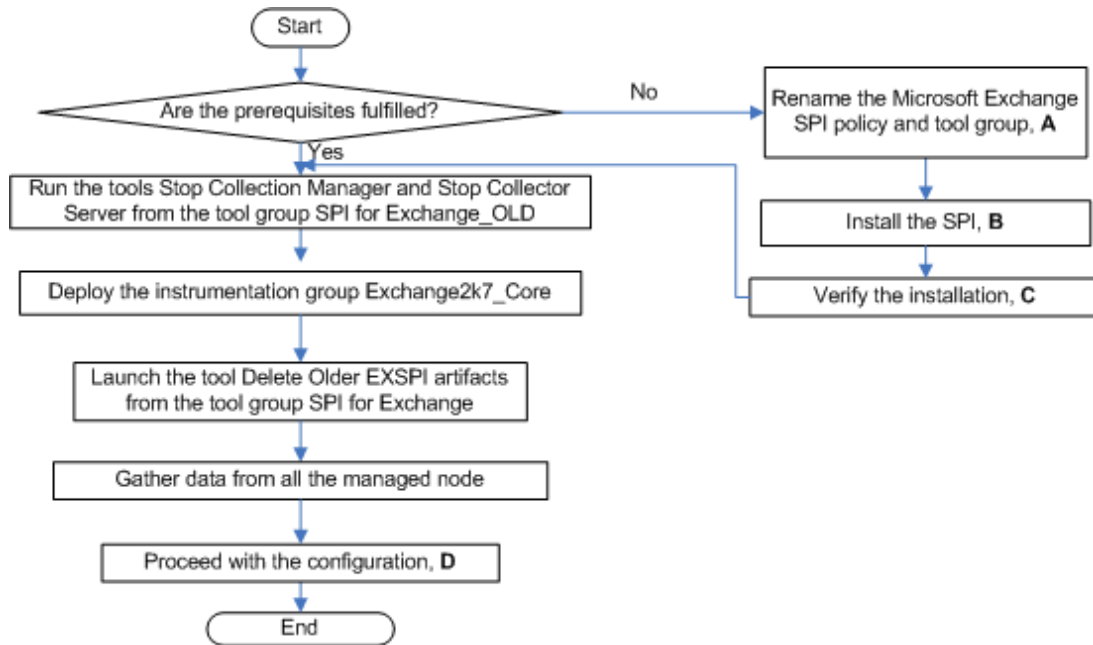 Start
Are the prerequisites fulfilled?
No
Yes
Rename the Microsoft Exchange
SPI policy and tool group, A
Install the SPI, B
Verify the installation, C
Run the tools Stop Collection Manager and Stop Collector
Server from the tool group SPI for Exchange_OLD
Deploy the instrumentation group Exchange2k7_Core
Launch the tool Delete Older EXSPI artifacts
from the tool group SPI for Exchange
Gather data from all the managed node
Proceed with the configuration, D
End